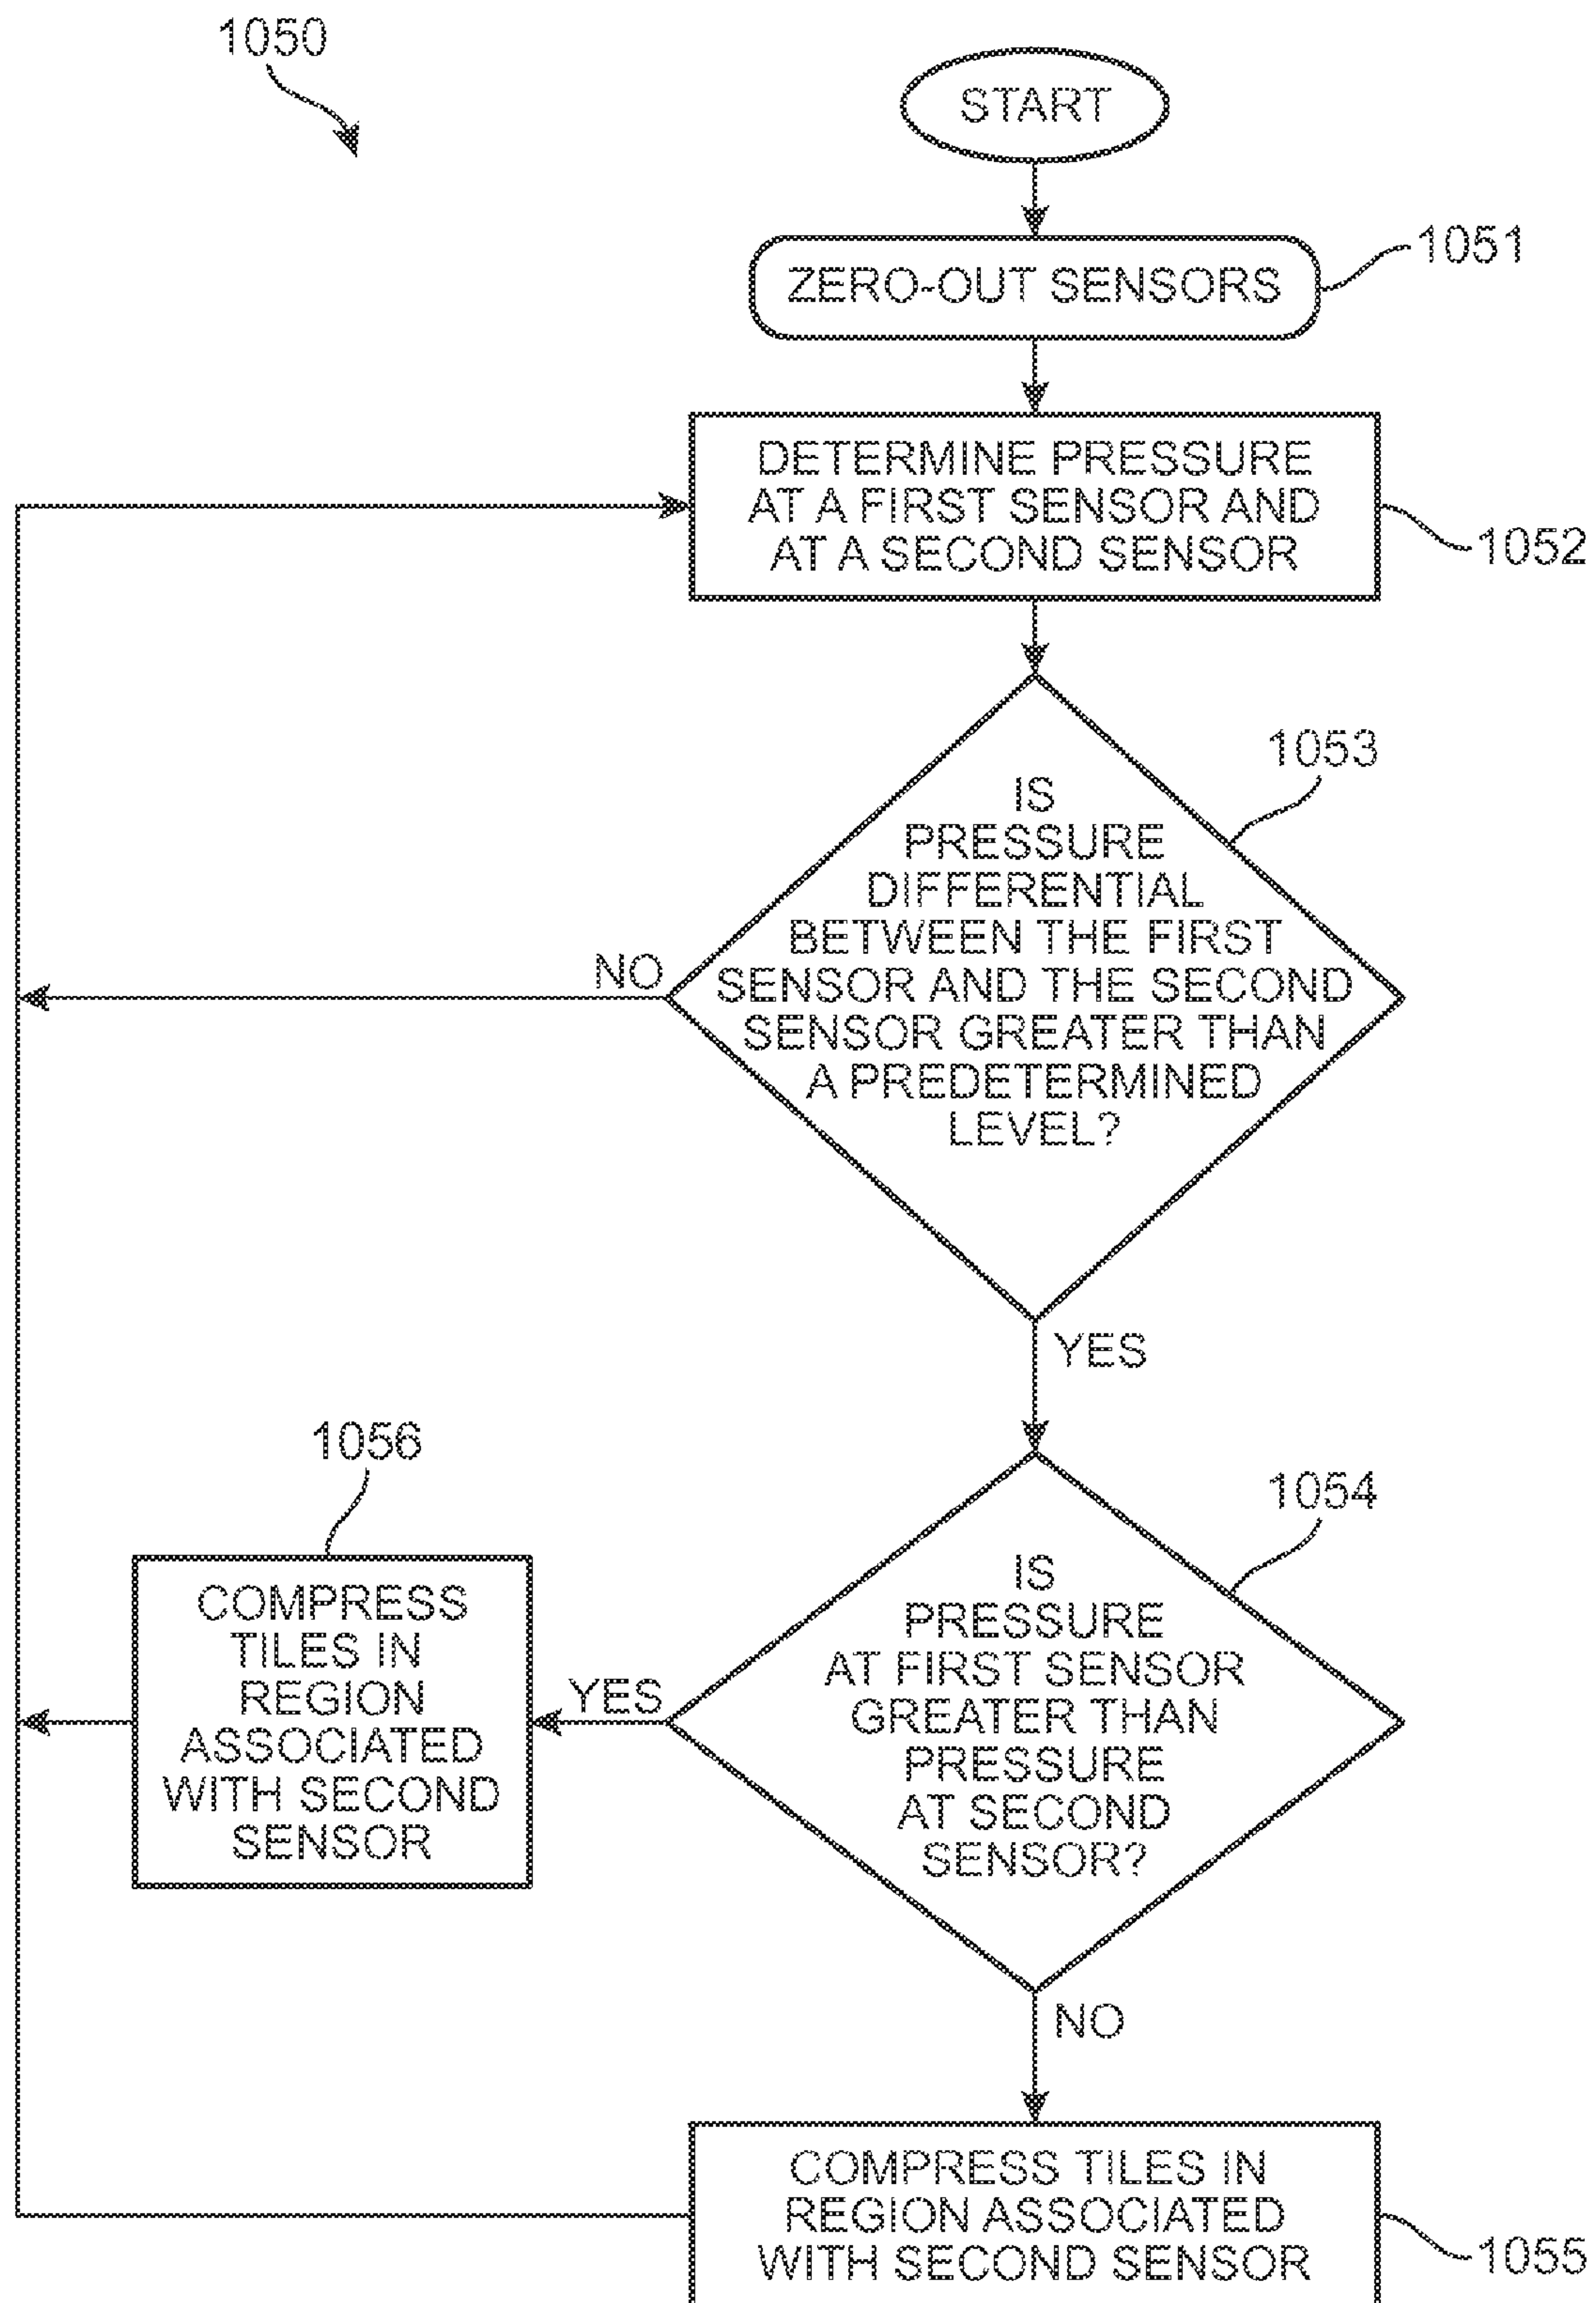 1050
START
ZERO-OUT SENSORS
1051
DETERMINE PRESSURE
AT A FIRST SENSOR AND
AT A SECOND SENSOR
1052
1053
IS
PRESSURE
DIFFERENTIAL
BETWEEN THE FIRST
SENSOR AND THE SECOND
SENSOR GREATER THAN
A PREDETERMINED
LEVEL?
NO
YES
1054
IS
PRESSURE
AT FIRST SENSOR
GREATER THAN
PRESSURE
AT SECOND
SENSOR?
YES
1056
COMPRESS
TILES IN
REGION
ASSOCIATED
WITH SECOND
SENSOR
NO
COMPRESS TILES IN
REGION ASSOCIATED
WITH SECOND SENSOR
1055